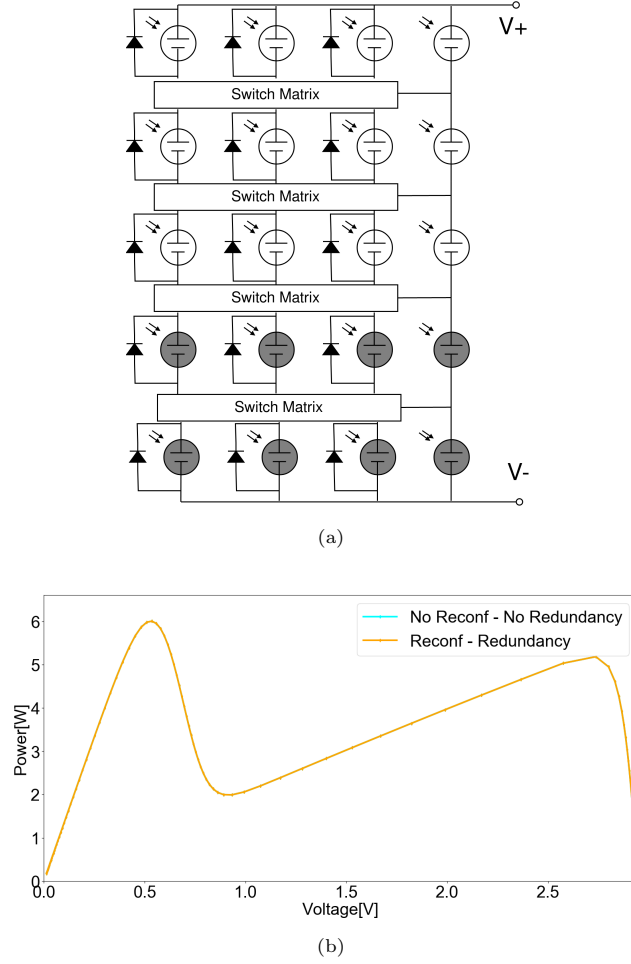 V+
Switch Matrix
Switch Matrix
Switch Matrix
Switch Matrix
V-
(a)
6
5
4
3
2
1
0
Power[W]
No Reconf - No Redundancy
Reconf - Redundancy
0.0 0.5 1.0 1.5 2.0 2.5
Voltage[V]
(b)